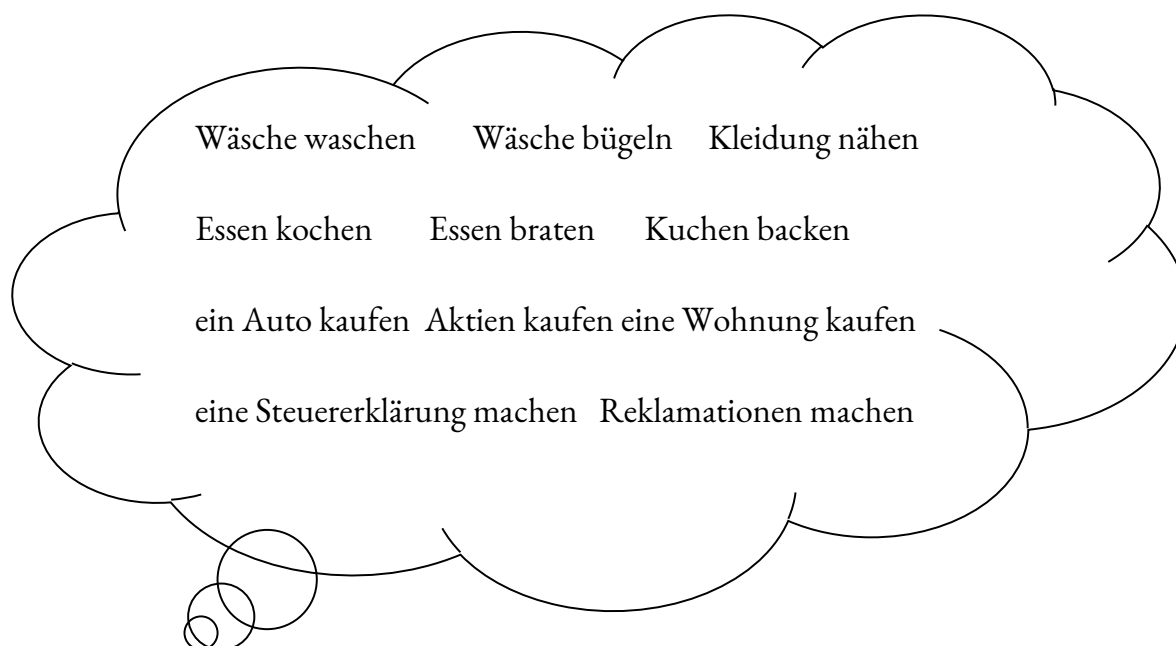 Wäsche waschen Wäsche bügeln Kleidung nähen
Essen kochen Essen braten Kuchen backen
ein Auto kaufen Aktien kaufen eine Wohnung kaufen
eine Steuererklärung machen Reklamationen machen